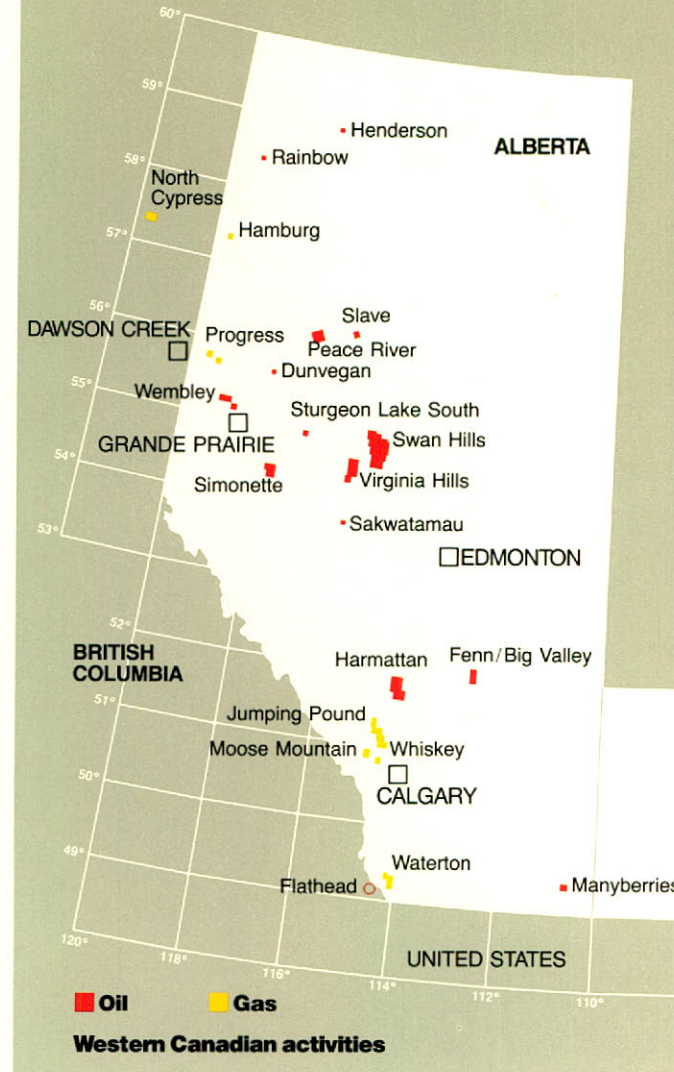 60°
59°
Henderson
ALBERTA
Rainbow
58°
North
Cypress
57°
Hamburg
56°
Slave
DAWSON CREEK
Progress
Peace River
Dunvegan
55°
Wembley
Sturgeon Lake South
GRANDE PRAIRIE
Swan Hills
54°
Simonette
Virginia Hills
53°
Sakwatamau
EDMONTON
52°
BRITISH
COLUMBIA
Harmattan
Fenn/Big Valley
51°
Jumping Pound
Moose Mountain
Whiskey
50°
CALGARY
49°
Waterton
Flathead
Manyberries
120°
118°
116°
114°
112°
110°
UNITED STATES
Oil
Gas
Western Canadian activities